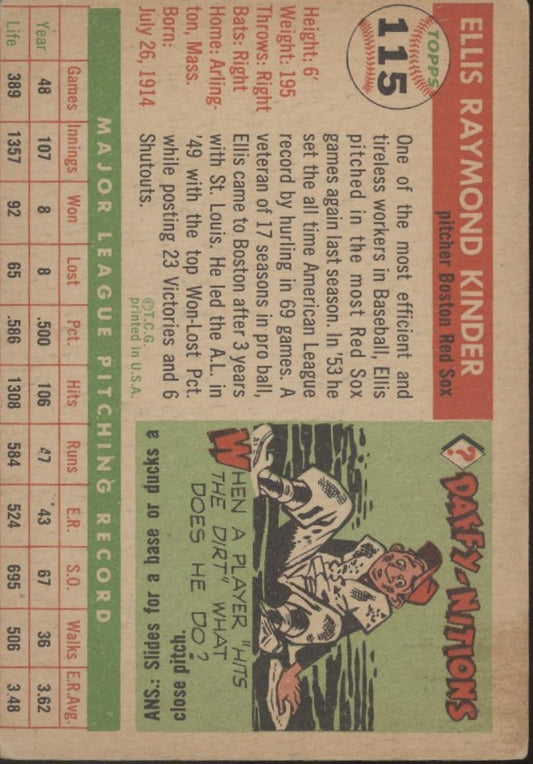 TOPPS
115
ELLIS RAYMOND KINDER
pitcher Boston Red Sox
Height: 6'
Weight: 195
Throws: Right
Bats: Right
Home: Arling-
ton, Mass.
Born:
July 26, 1914
One of the most efficient and
tireless workers in Baseball, Ellis
pitched in the most Red Sox
games again last season. In '53 he
set the all time American League
record by hurling in 69 games. A
veteran of 17 seasons in pro ball,
Ellis came to Boston after 3 years
with St. Louis. He led the A.L. in
'49 with the top Won-Lost Pct.
while posting 23 Victories and 6
Shutouts.
©T.C.G.
printed in U.S.A.
? DAFFY-NITIONS
WHEN A PLAYER "HITS
THE DIRT" WHAT
DOES HE DO?
ANS.: Slides for a base or ducks a
close pitch.
MAJOR LEAGUE PITCHING RECORD
Games Innings Won Lost Pct. Hits Runs E.R. S.O. Walks E.R.Avg.
Year 48 107 8 8 .500 106 47 43 67 36 3.62
Life 389 1357 92 65 .586 1308 584 524 695 506 3.48